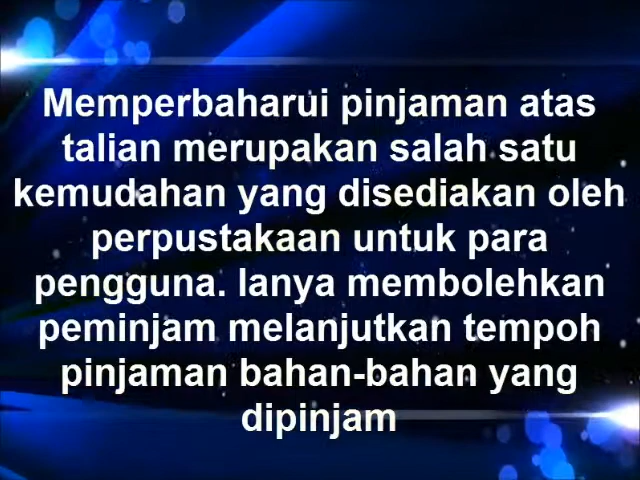 Memperbaharui pinjaman atas
talian merupakan salah satu
kemudahan yang disediakan oleh
perpustakaan untuk para
pengguna. Ianya membolehkan
peminjam melanjutkan tempoh
pinjaman bahan-bahan yang
dipinjam